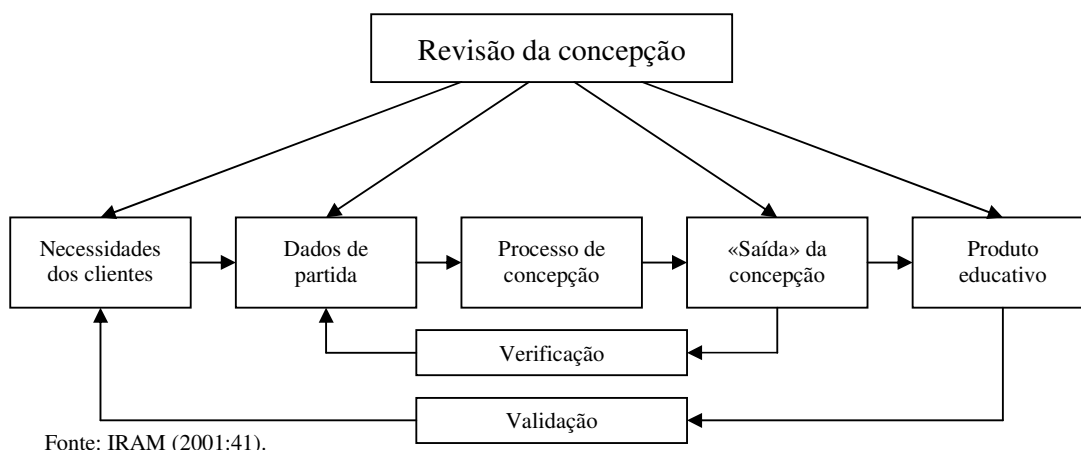 Revisão da concepção
Necessidades
dos clientes
Dados de
partida
Processo de
concepção
«Saída» da
concepção
Produto
educativo
Verificação
Validação
Fonte: IRAM (2001:41).